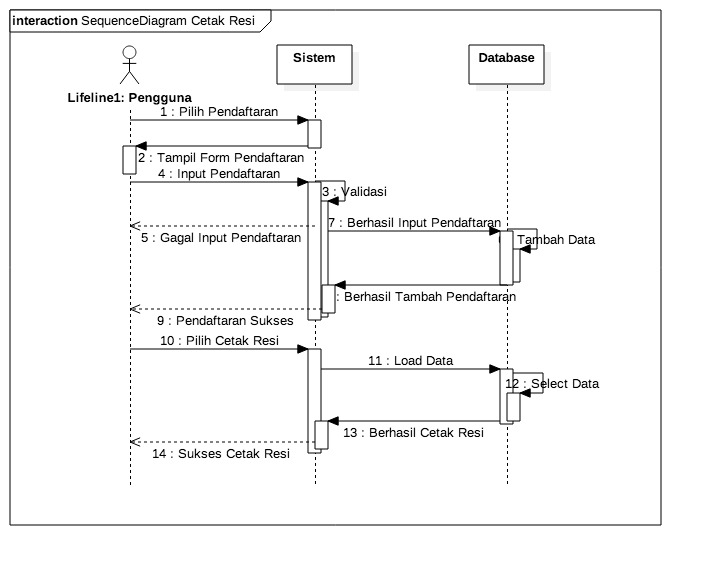 interaction SequenceDiagram Cetak Resi
Sistem
Database
Lifeline1: Pengguna
1 : Pilih Pendaftaran
2 : Tampil Form Pendaftaran
4 : Input Pendaftaran
3 : Validasi
7 : Berhasil Input Pendaftaran
5 : Gagal Input Pendaftaran
Tambah Data
: Berhasil Tambah Pendaftaran
9 : Pendaftaran Sukses
10 : Pilih Cetak Resi
11 : Load Data
12 : Select Data
13 : Berhasil Cetak Resi
14 : Sukses Cetak Resi